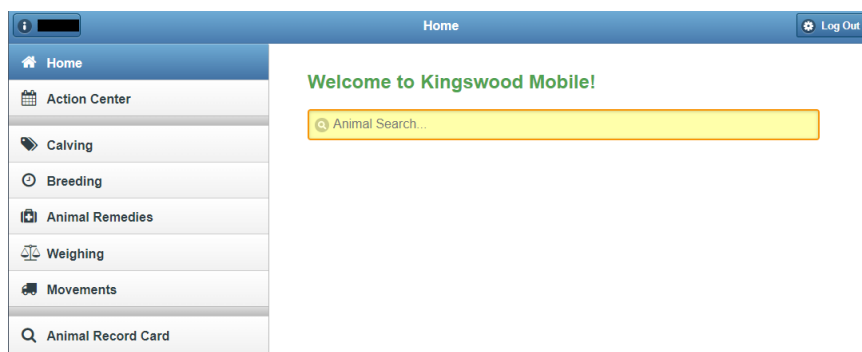 Home
Log Out
Home
Action Center
Calving
Breeding
Animal Remedies
Weighing
Movements
Animal Record Card
Welcome to Kingswood Mobile!
Animal Search...